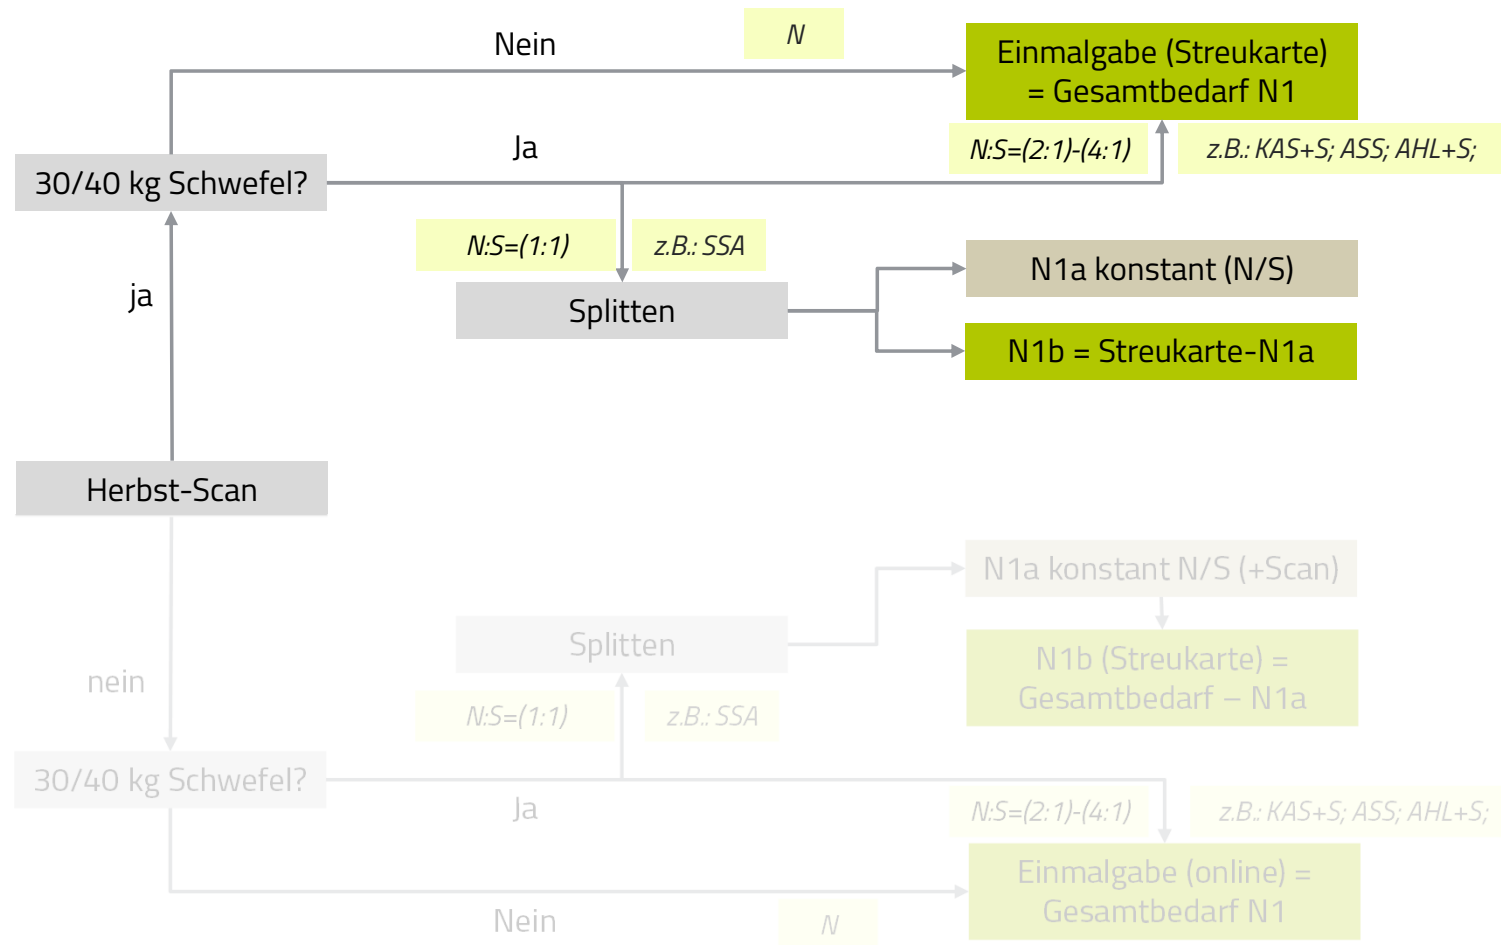 Nein
N
Einmalgabe (Streukarte)
= Gesamtbedarf N1
Ja
N:S=(2:1)-(4:1)
z.B.: KAS+S; ASS; AHL+S;
30/40 kg Schwefel?
N:S=(1:1)
z.B.: SSA
N1a konstant (N/S)
ja
Splitten
N1b = Streukarte-N1a
Herbst-Scan
N1a konstant N/S (+Scan)
Splitten
N1b (Streukarte) =
Gesamtbedarf – N1a
nein
N:S=(1:1)
z.B.: SSA
30/40 kg Schwefel?
Ja
N:S=(2:1)-(4:1)
z.B.: KAS+S; ASS; AHL+S;
Einmalgabe (online) =
Gesamtbedarf N1
Nein
N